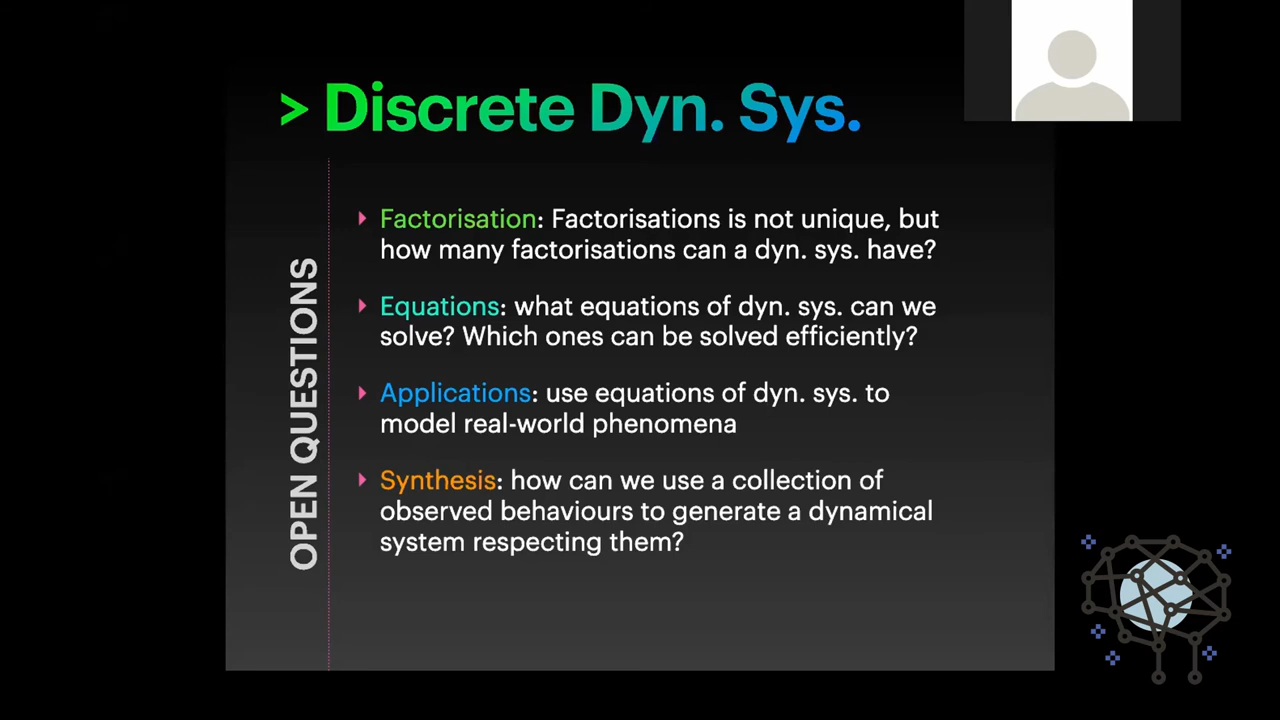 > Discrete Dyn. Sys.
OPEN QUESTIONS
Factorisation: Factorisations is not unique, but
how many factorisations can a dyn. sys. have?
Equations: what equations of dyn. sys. can we
solve? Which ones can be solved efficiently?
Applications: use equations of dyn. sys. to
model real-world phenomena
Synthesis: how can we use a collection of
observed behaviours to generate a dynamical
system respecting them?